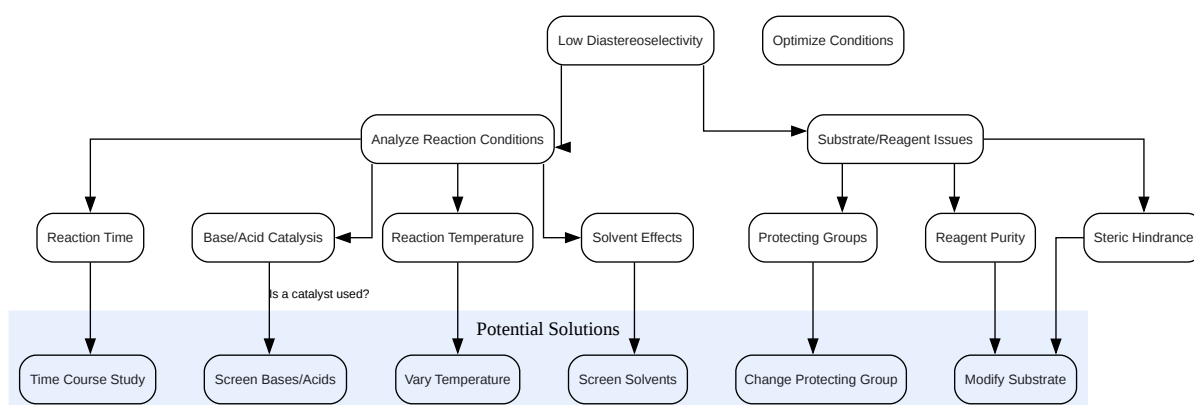 Low Diastereoselectivity
Optimize Conditions
Analyze Reaction Conditions
Substrate/Reagent Issues
Reaction Time
Base/Acid Catalysis
Reaction Temperature
Solvent Effects
Protecting Groups
Reagent Purity
Steric Hindrance
Is a catalyst used?
Potential Solutions
Time Course Study
Screen Bases/Acids
Vary Temperature
Screen Solvents
Change Protecting Group
Modify Substrate